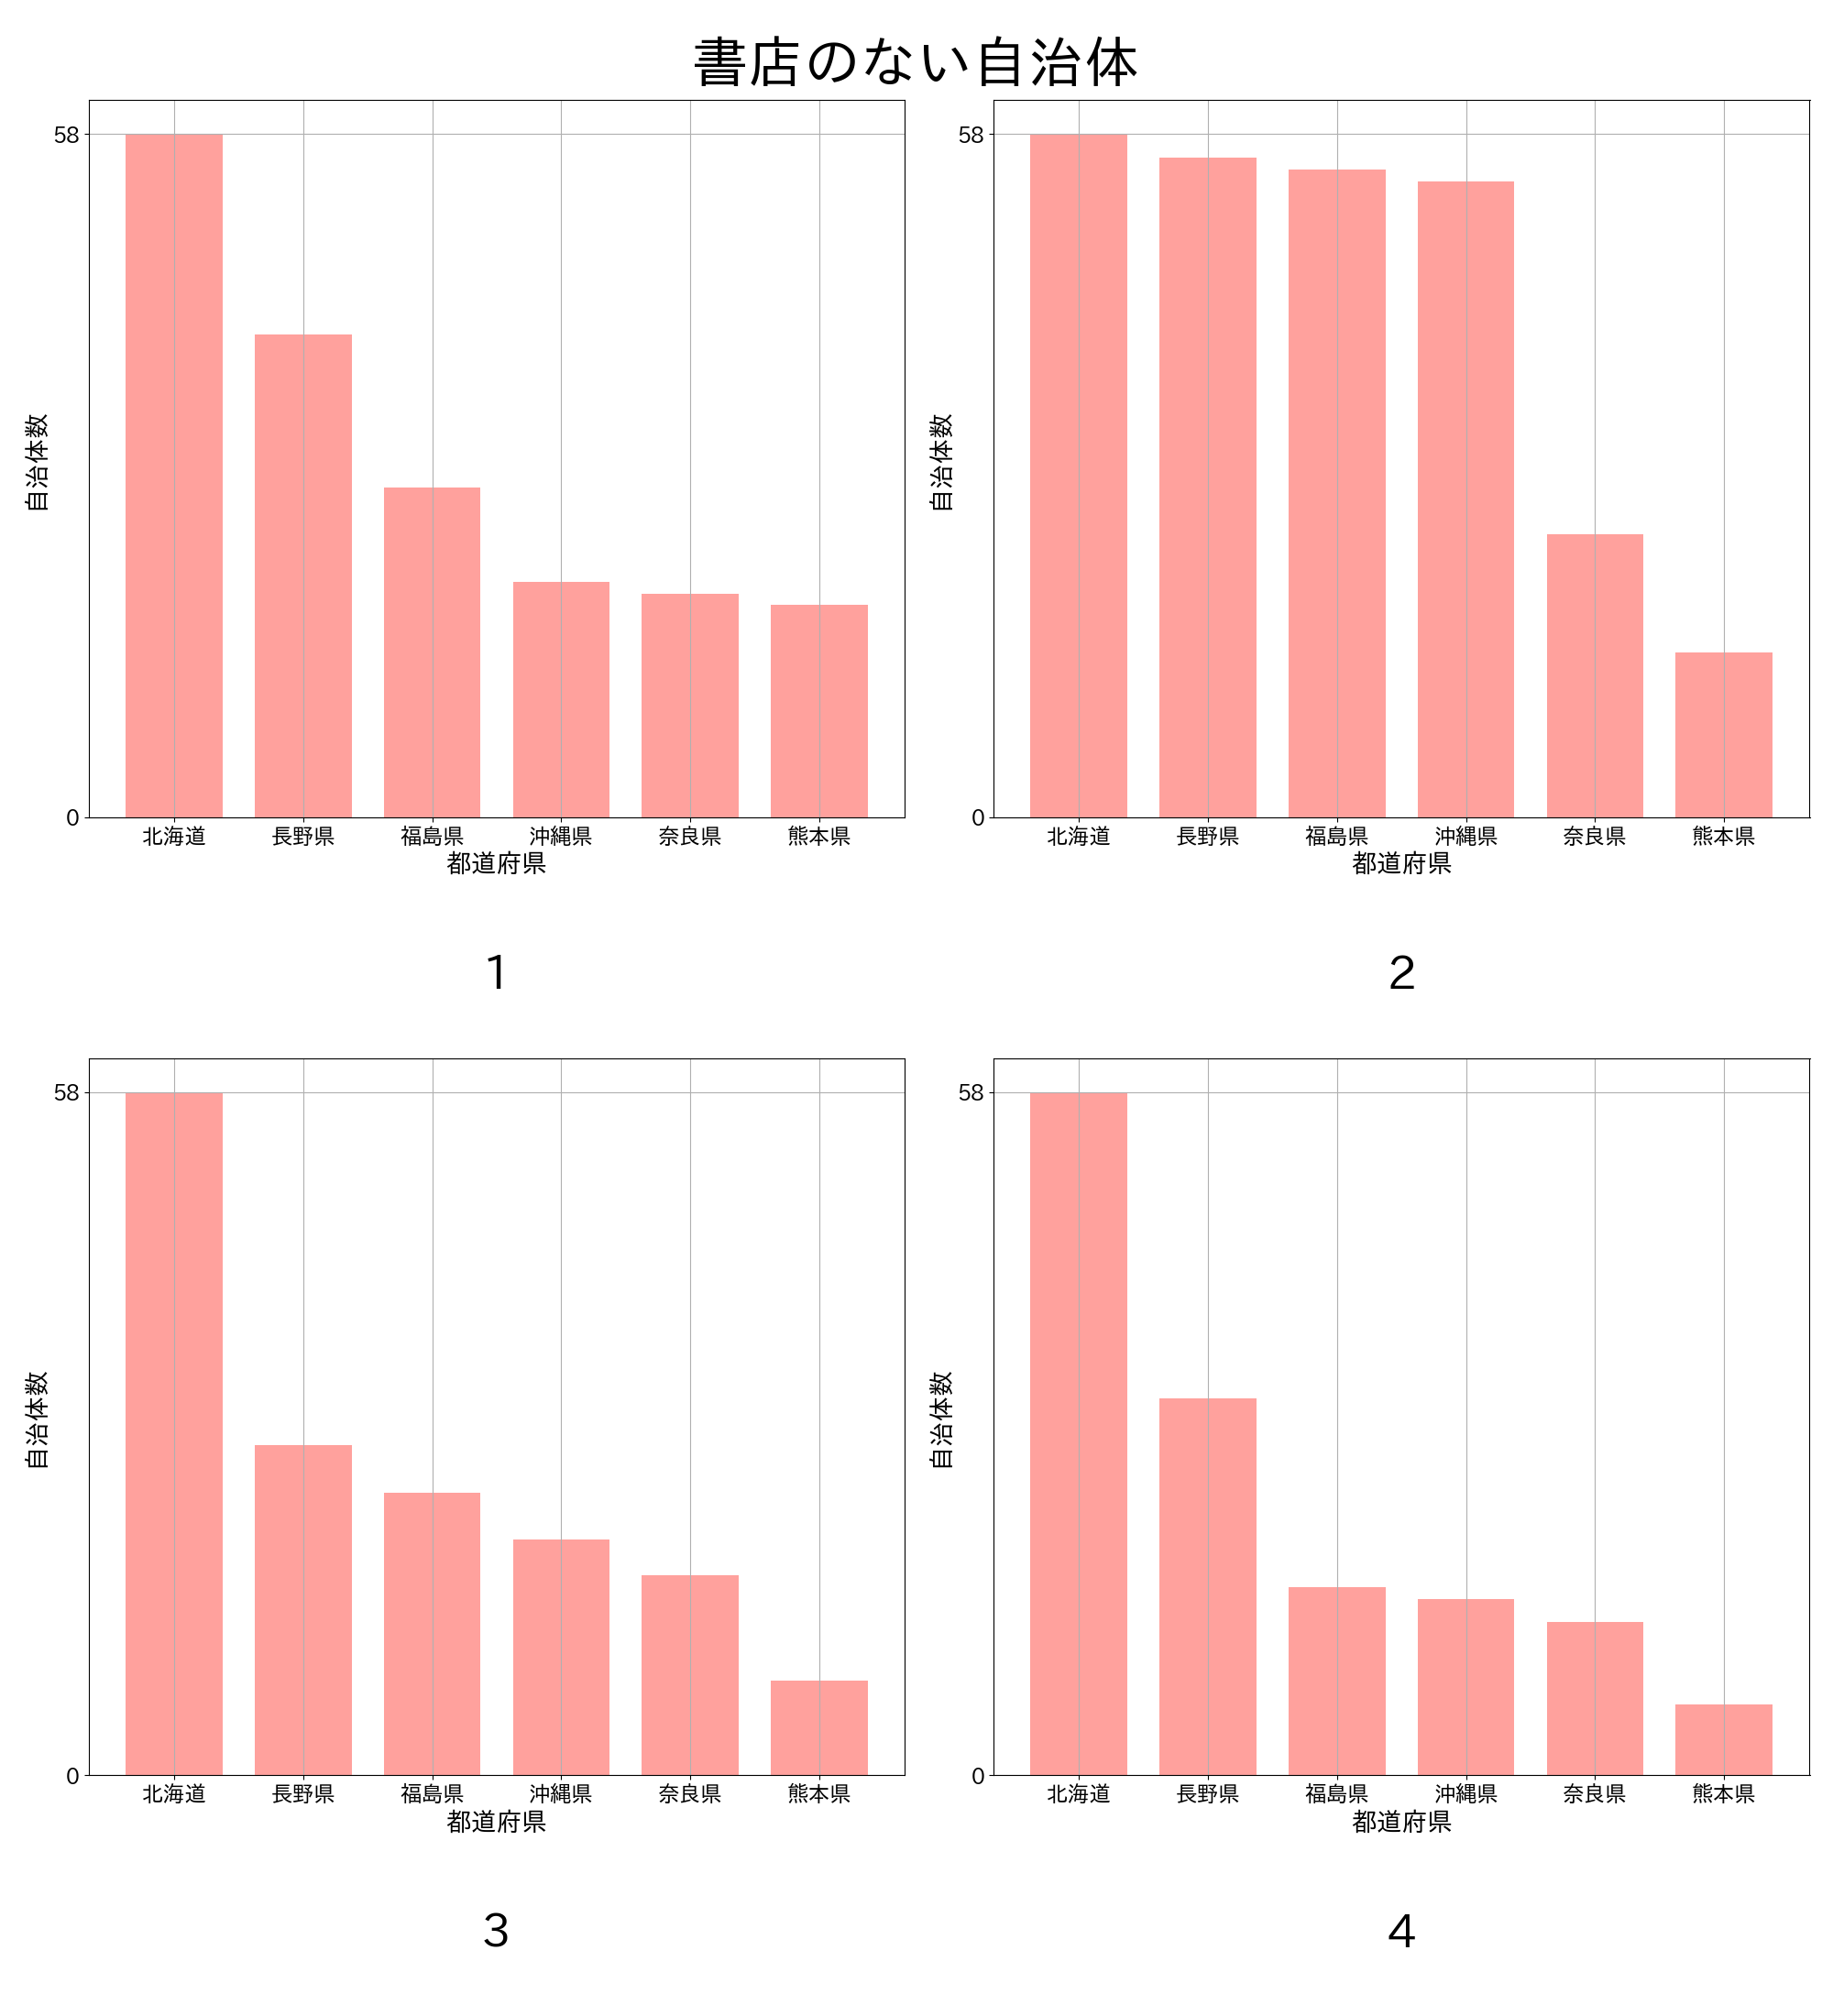 書店のない自治体
58
0
自治体数
北海道 長野県 福島県 沖縄県 奈良県 熊本県
都道府県
1
58
0
自治体数
北海道 長野県 福島県 沖縄県 奈良県 熊本県
都道府県
2
58
0
自治体数
北海道 長野県 福島県 沖縄県 奈良県 熊本県
都道府県
3
58
0
自治体数
北海道 長野県 福島県 沖縄県 奈良県 熊本県
都道府県
4